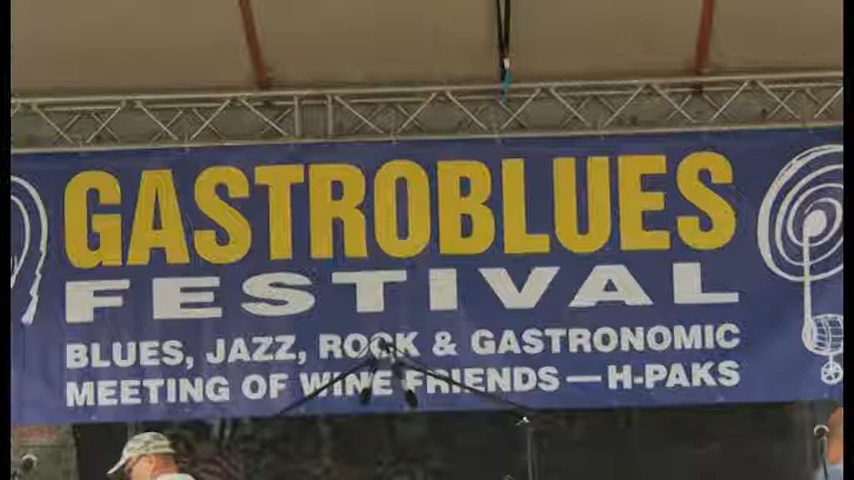 GASTROBLUES
FESTIVAL
BLUES, JAZZ, ROCK & GASTRONOMIC
MEETING OF WINE FRIENDS — H-PAKS